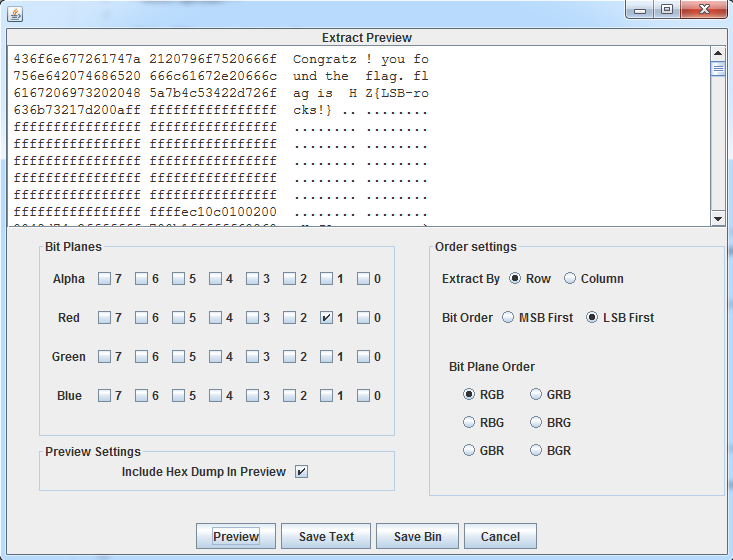 Extract Preview
436f6e677261747a 2120796f7520666f Congratz ! you fo
756e642074686520 666c61672e20666c und the flag. fl
6167206973202048 5a7b4c53422d726f ag is H Z{LSB-ro
636b73217d200aff ffffffffffffffff cks!} .. ........
ffffffffffffffff ffffffffffffffff ........ ........
ffffffffffffffff ffffffffffffffff ........ ........
ffffffffffffffff ffffffffffffffff ........ ........
ffffffffffffffff ffffffffffffffff ........ ........
ffffffffffffffff ffffffffffffffff ........ ........
ffffffffffffffff ffffec10c0100200 ........ ........
Bit Planes
Alpha 7 6 5 4 3 2 1 0
Red 7 6 5 4 3 2 1 0
Green 7 6 5 4 3 2 1 0
Blue 7 6 5 4 3 2 1 0
Preview Settings
Include Hex Dump In Preview
Order settings
Extract By Row Column
Bit Order MSB First LSB First
Bit Plane Order
RGB GRB
RBG BRG
GBR BGR
Preview Save Text Save Bin Cancel